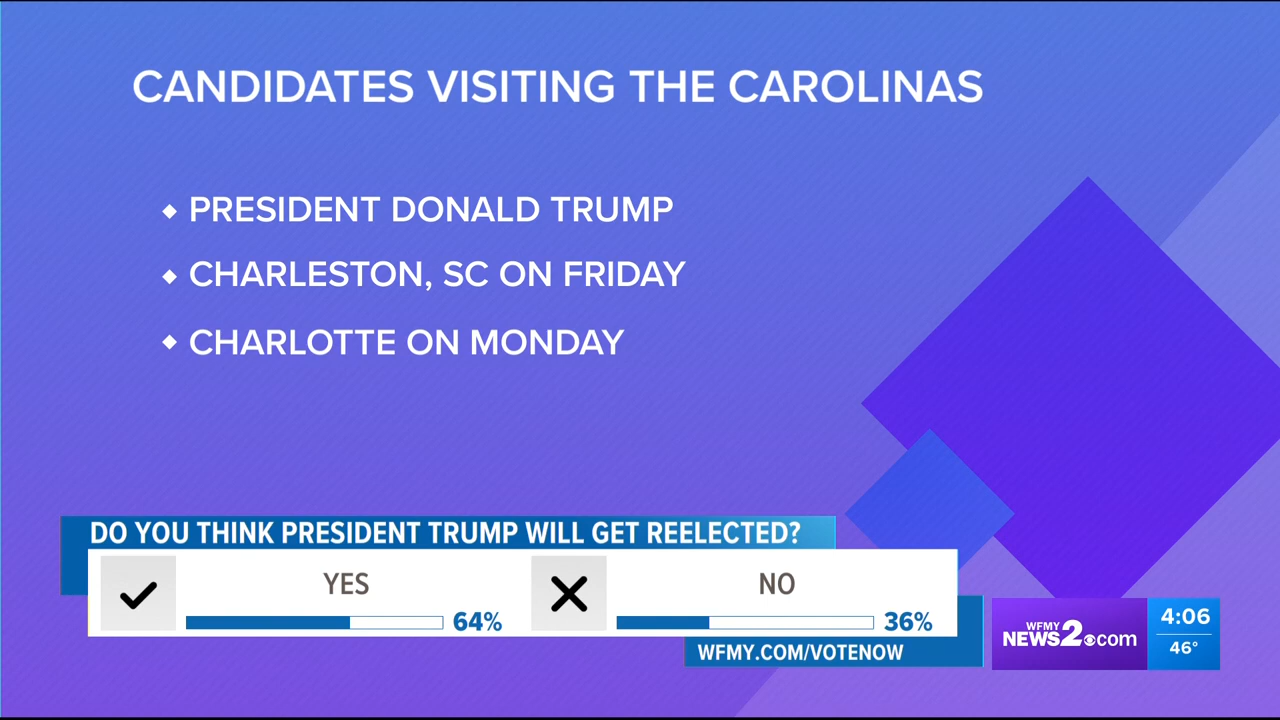 CANDIDATES VISITING THE CAROLINAS
PRESIDENT DONALD TRUMP
CHARLESTON, SC ON FRIDAY
CHARLOTTE ON MONDAY
DO YOU THINK PRESIDENT TRUMP WILL GET REELECTED?
YES
64%
NO
36%
WFMY.COM/VOTENOW
WFMY
NEWS2.com
4:06
46°